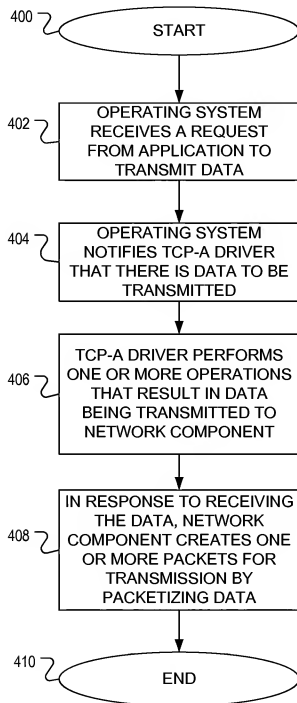 400
START
402
OPERATING SYSTEM
RECEIVES A REQUEST
FROM APPLICATION TO
TRANSMIT DATA
404
OPERATING SYSTEM
NOTIFIES TCP-A DRIVER
THAT THERE IS DATA TO BE
TRANSMITTED
406
TCP-A DRIVER PERFORMS
ONE OR MORE OPERATIONS
THAT RESULT IN DATA
BEING TRANSMITTED TO
NETWORK COMPONENT
408
IN RESPONSE TO RECEIVING
THE DATA, NETWORK
COMPONENT CREATES ONE
OR MORE PACKETS FOR
TRANSMISSION BY
PACKETIZING DATA
410
END